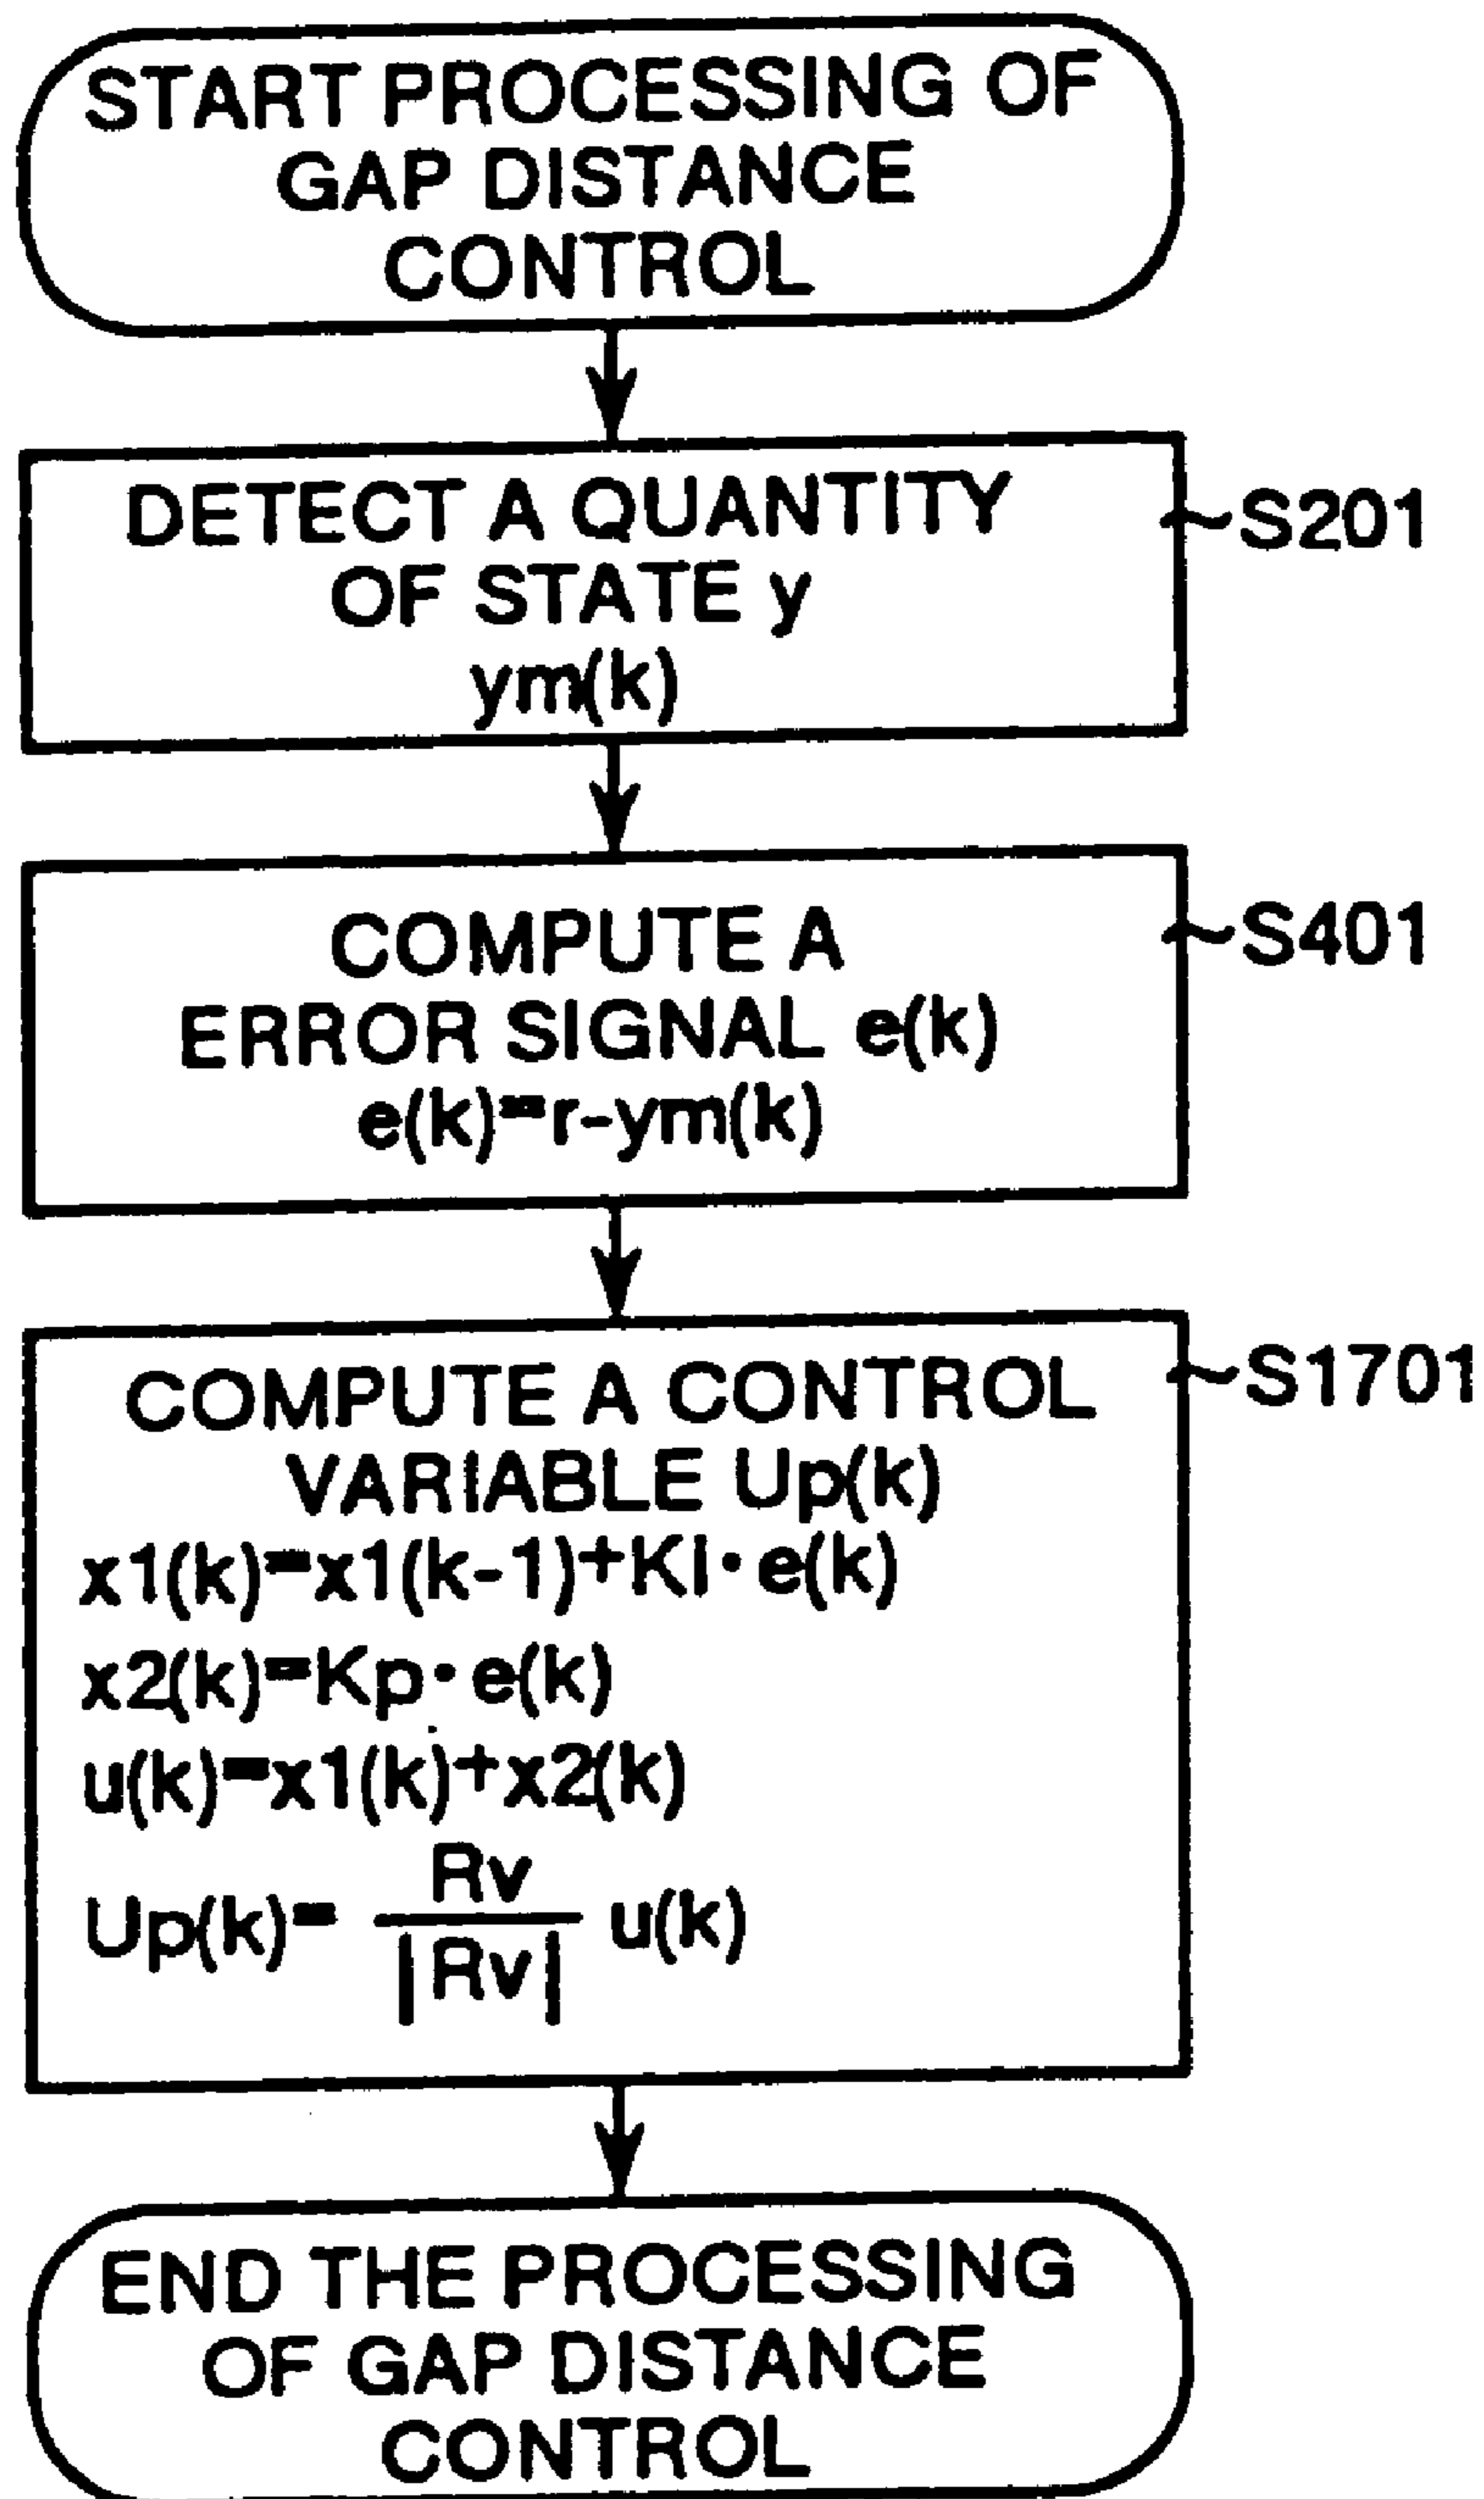 START PROCESSING OF
GAP DISTANCE
CONTROL
DETECT A QUANTITY
OF STATE y
ym(k)
S201
COMPUTE A
ERROR SIGNAL e(k)
e(k)=r-ym(k)
S401
COMPUTE A CONTROL
VARIABLE Up(k)
x1(k)=x1(k-1)+KI·e(k)
x2(k)=Kp·e(k)
u(k)=x1(k)+x2(k)
Up(k)= Rv
|Rv| u(k)
S1701
END THE PROCESSING
OF GAP DISTANCE
CONTROL